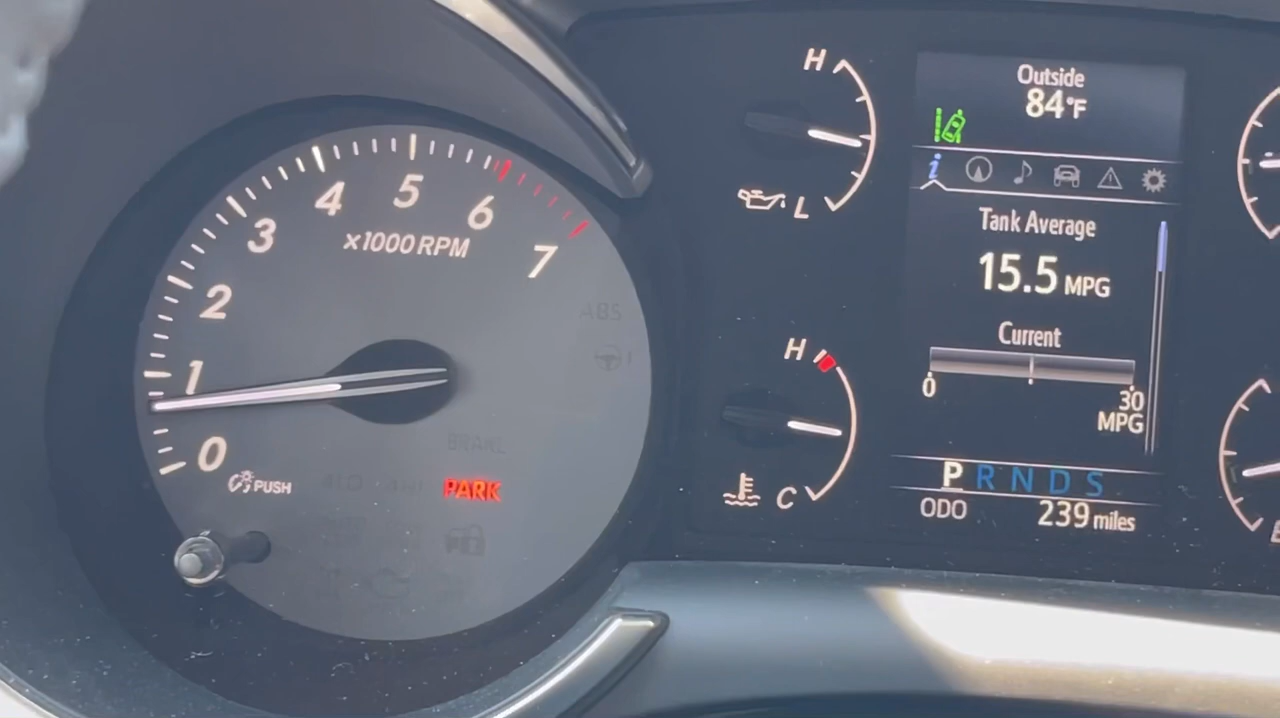 0
1
2
3
4
5
6
7
x1000 RPM
PUSH
ABS
BRAKE
PARK
H
L
H
C
Outside
84°F
i
Tank Average
15.5 MPG
Current
0
30
MPG
P R N D S
ODO 239 miles
E